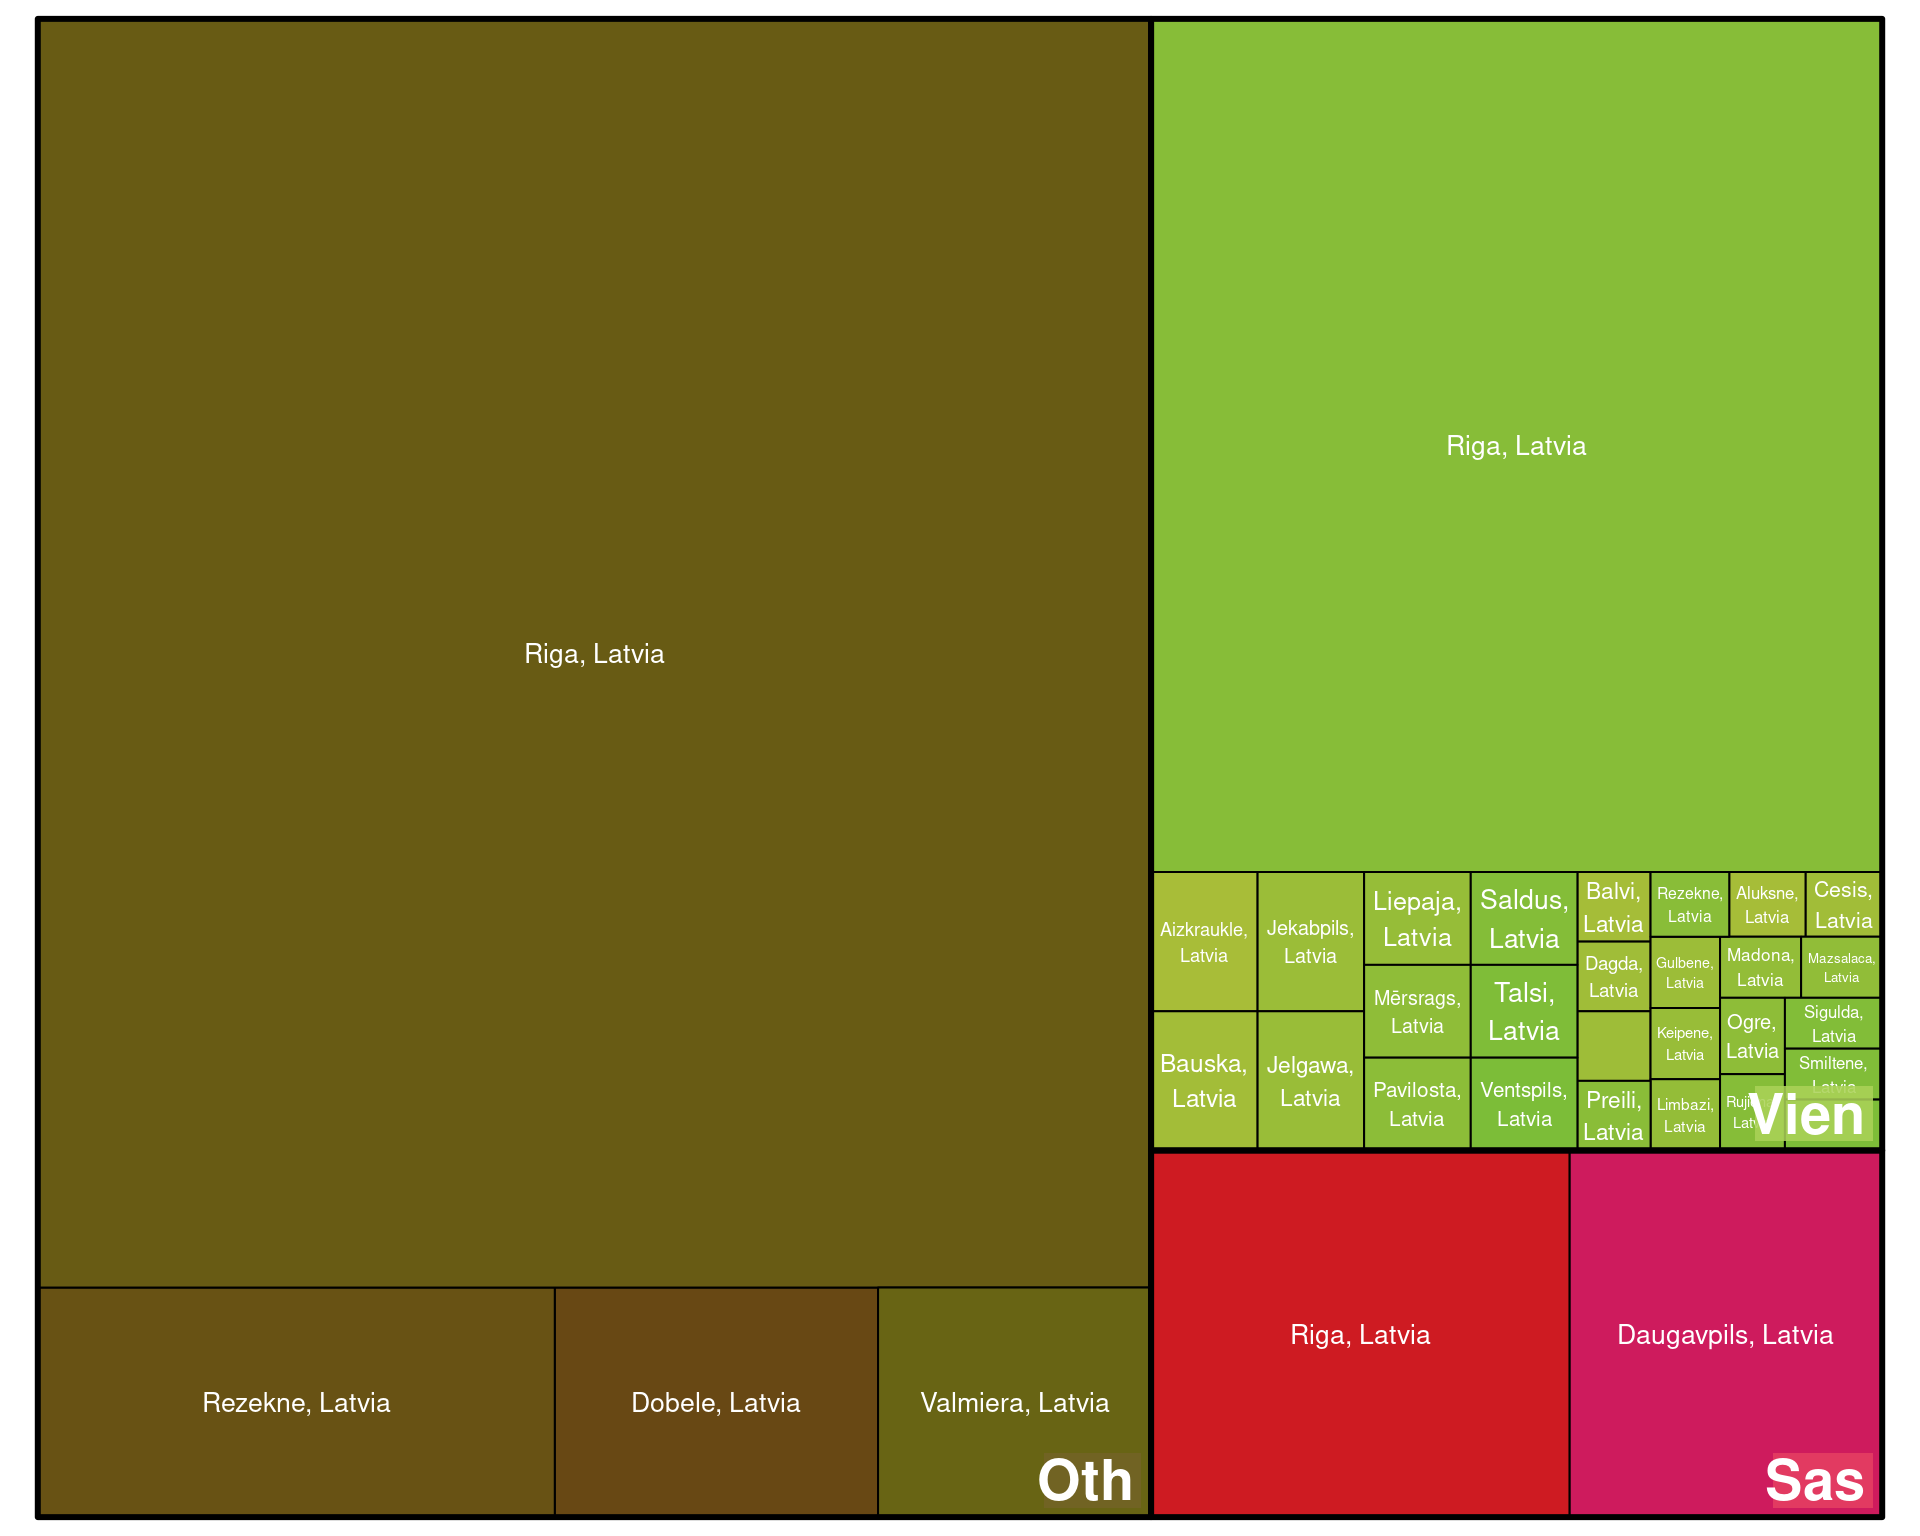 Riga, Latvia
Rezekne, Latvia
Dobele, Latvia
Valmiera, Latvia
Oth
Riga, Latvia
Aizkraukle,
Latvia
Bauska,
Latvia
Jekabpils,
Latvia
Jelgawa,
Latvia
Liepaja,
Latvia
Mērsrags,
Latvia
Pavilosta,
Latvia
Saldus,
Latvia
Talsi,
Latvia
Ventspils,
Latvia
Balvi,
Latvia
Dagda,
Latvia
Preili,
Latvia
Rezekne,
Latvia
Aluksne,
Latvia
Cesis,
Latvia
Gulbene,
Latvia
Keipene,
Latvia
Limbazi,
Latvia
Madona,
Latvia
Mazsalaca,
Latvia
Ogre,
Latvia
Sigulda,
Latvia
Smiltene,
Latvia
Vien
Riga, Latvia
Daugavpils, Latvia
Sas